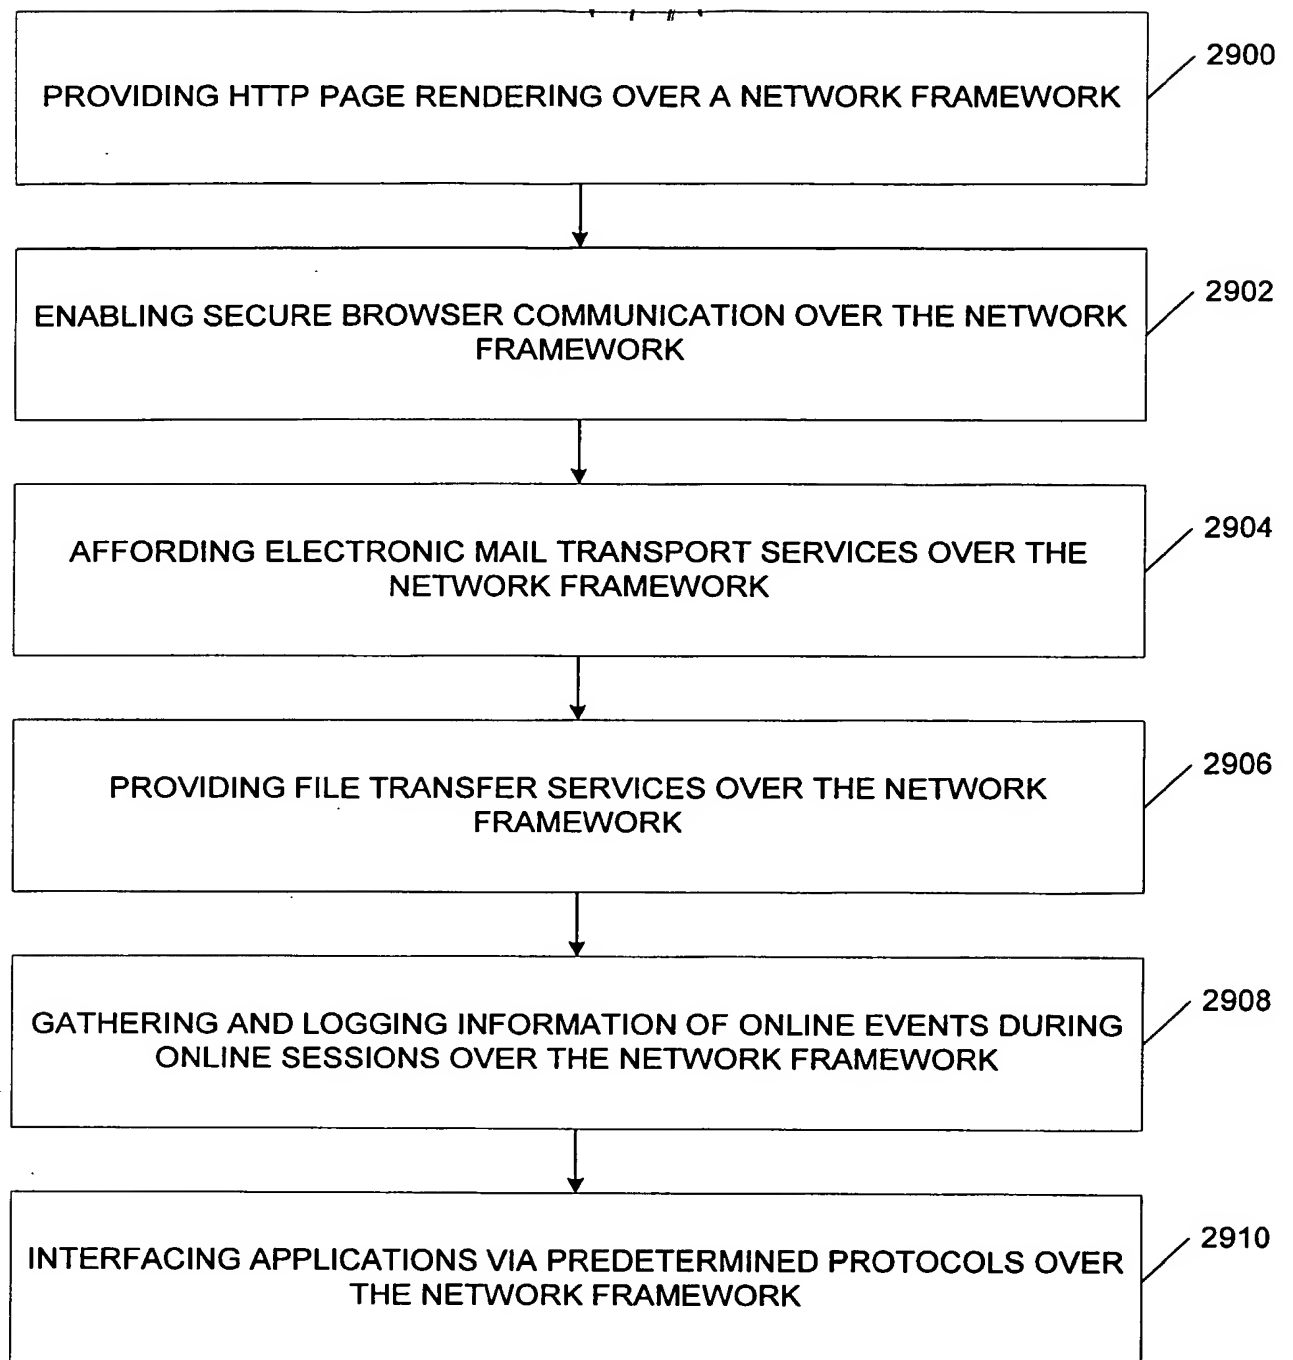 2900
PROVIDING HTTP PAGE RENDERING OVER A NETWORK FRAMEWORK
2902
ENABLING SECURE BROWSER COMMUNICATION OVER THE NETWORK
FRAMEWORK
2904
AFFORDING ELECTRONIC MAIL TRANSPORT SERVICES OVER THE
NETWORK FRAMEWORK
2906
PROVIDING FILE TRANSFER SERVICES OVER THE NETWORK
FRAMEWORK
2908
GATHERING AND LOGGING INFORMATION OF ONLINE EVENTS DURING
ONLINE SESSIONS OVER THE NETWORK FRAMEWORK
2910
INTERFACING APPLICATIONS VIA PREDETERMINED PROTOCOLS OVER
THE NETWORK FRAMEWORK